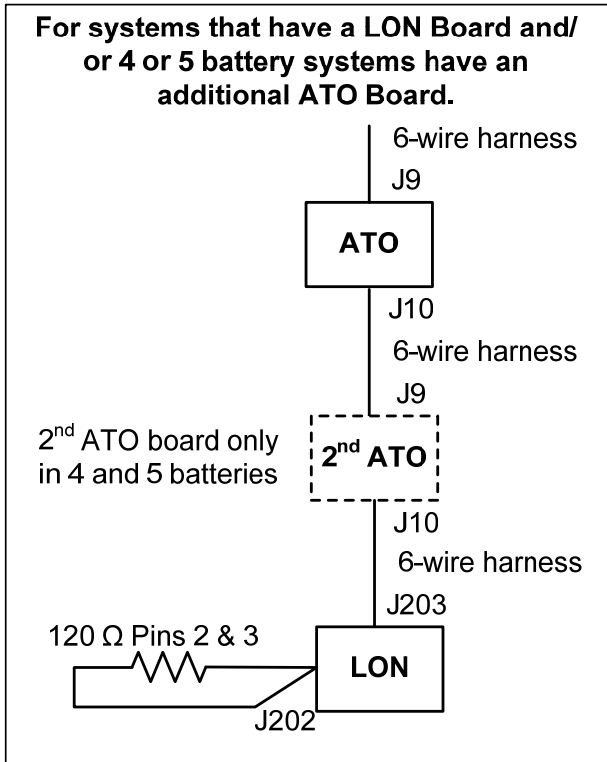 For systems that have a LON Board and/
or 4 or 5 battery systems have an
additional ATO Board.
6-wire harness
J9
ATO
J10
6-wire harness
J9
2nd ATO board only
in 4 and 5 batteries
2nd ATO
J10
6-wire harness
J203
120 Ω Pins 2 & 3
LON
J202